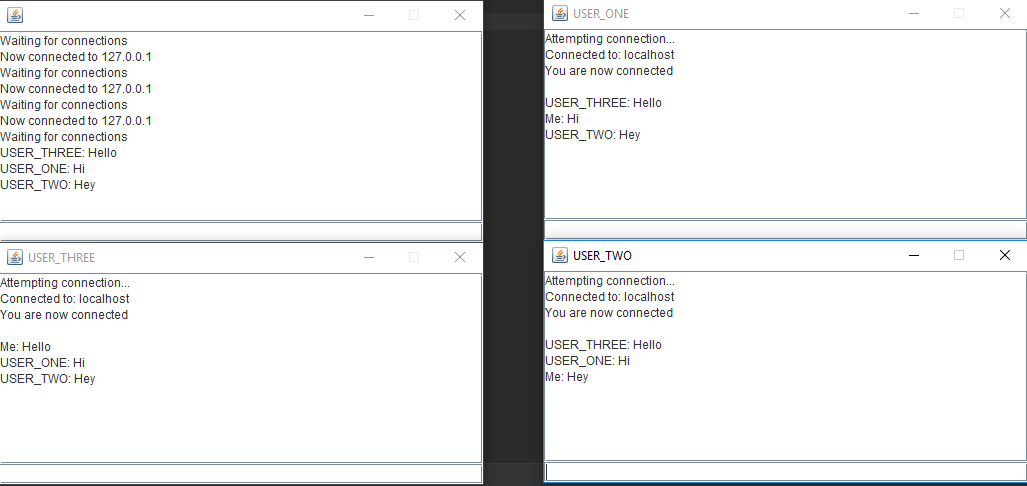 Waiting for connections
Now connected to 127.0.0.1
Waiting for connections
Now connected to 127.0.0.1
Waiting for connections
Now connected to 127.0.0.1
Waiting for connections
USER_THREE: Hello
USER_ONE: Hi
USER_TWO: Hey
USER_ONE
Attempting connection...
Connected to: localhost
You are now connected
USER_THREE: Hello
Me: Hi
USER_TWO: Hey
USER_THREE
Attempting connection...
Connected to: localhost
You are now connected
Me: Hello
USER_ONE: Hi
USER_TWO: Hey
USER_TWO
Attempting connection...
Connected to: localhost
You are now connected
USER_THREE: Hello
USER_ONE: Hi
Me: Hey